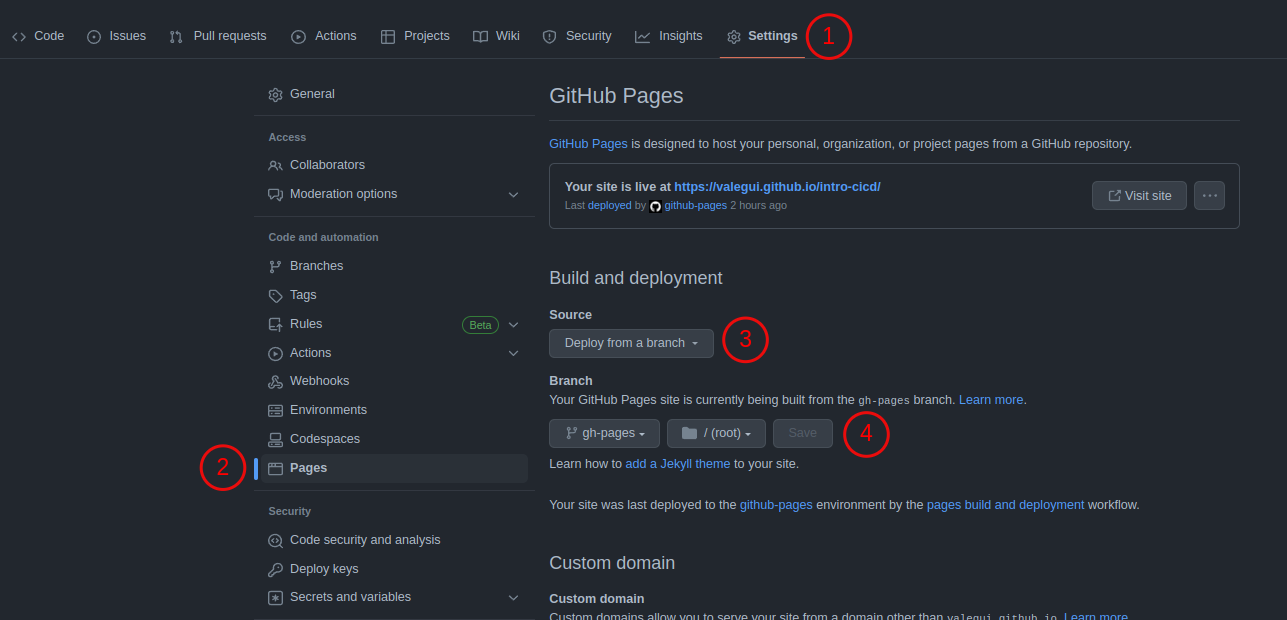 Code Issues Pull requests Actions Projects Wiki Security Insights Settings 1
General
Access
Collaborators
Moderation options
Code and automation
Branches
Tags
Rules Beta
Actions
Webhooks
Environments
Codespaces
2 Pages
Security
Code security and analysis
Deploy keys
Secrets and variables
GitHub Pages
GitHub Pages is designed to host your personal, organization, or project pages from a GitHub repository.
Your site is live at https://valegui.github.io/intro-cicd/
Last deployed by github-pages 2 hours ago
Visit site
Build and deployment
Source
Deploy from a branch 3
Branch
Your GitHub Pages site is currently being built from the gh-pages branch. Learn more.
gh-pages / (root) Save 4
Learn how to add a Jekyll theme to your site.
Your site was last deployed to the github-pages environment by the pages build and deployment workflow.
Custom domain
Custom domain
Custom domains allow you to serve your site from a domain other than valegui.github.io. Learn more.